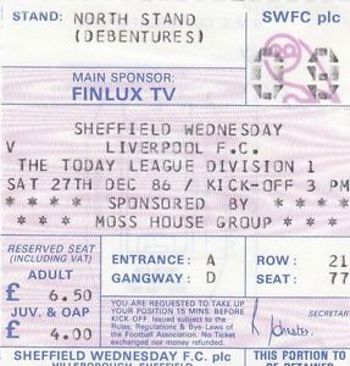 STAND: NORTH STAND SWFC plc
(DEBENTURES)
MAIN SPONSOR:
FINLUX TV
SHEFFIELD WEDNESDAY
V LIVERPOOL F.C.
THE TODAY LEAGUE DIVISION 1
SAT 27TH DEC 86 / KICK-OFF 3 PM
* * * * SPONSORED BY * * * *
* * * MOSS HOUSE GROUP * * *
RESERVED SEAT
(INCLUDING VAT)
ADULT
£ 6.50
JUV. & OAP
£ 4.00
ENTRANCE: A ROW: 21
GANGWAY: D SEAT: 77
YOU ARE REQUESTED TO TAKE UP
YOUR POSITION 15 MINS. BEFORE
KICK OFF. Issued subject to the
Rules, Regulations & Bye-Laws of
the Football Association. No Ticket
exchanged nor money refunded.
SECRETAR
SHEFFIELD WEDNESDAY F.C. plc THIS PORTION TO
HILLSBOROUGH, SHEFFIELD BE RETAINED